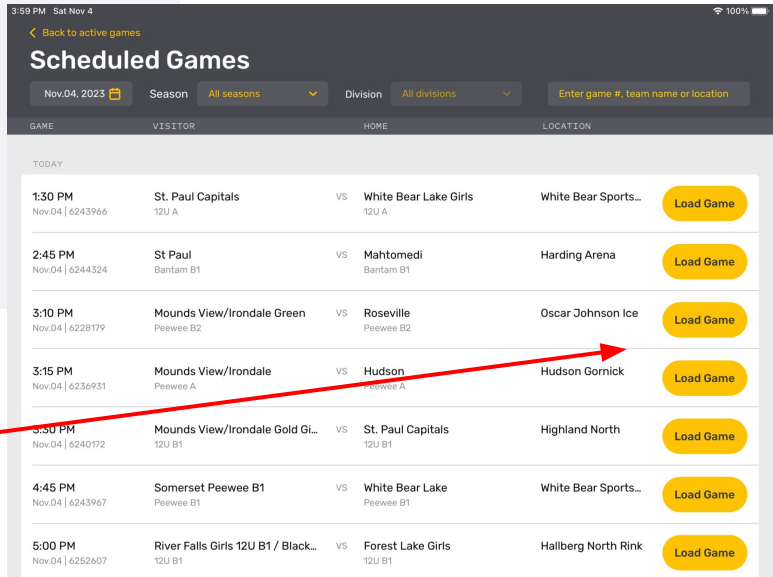 3:59 PM Sat Nov 4 100%
Back to active games
Scheduled Games
Nov.04, 2023 Season All seasons Division All divisions Enter game #, team name or location
GAME VISITOR HOME LOCATION
TODAY
1:30 PM St. Paul Capitals VS White Bear Lake Girls White Bear Sports... Load Game
Nov.04 | 6243966 12U A 12U A
2:45 PM St Paul VS Mahtomedi Harding Arena Load Game
Nov.04 | 6244324 Bantam B1 Bantam B1
3:10 PM Mounds View/Irondale Green VS Roseville Oscar Johnson Ice Load Game
Nov.04 | 6228179 Peewee B2 Peewee B2
3:15 PM Mounds View/Irondale VS Hudson Hudson Gornick Load Game
Nov.04 | 6236931 Peewee A Peewee A
3:30 PM Mounds View/Irondale Gold Gi... VS St. Paul Capitals Highland North Load Game
Nov.04 | 6240172 12U B1 12U B1
4:45 PM Somerset Peewee B1 VS White Bear Lake White Bear Sports... Load Game
Nov.04 | 6243967 Peewee B1 Peewee B1
5:00 PM River Falls Girls 12U B1 / Black... VS Forest Lake Girls Hallberg North Rink Load Game
Nov.04 | 6252607 12U B1 12U B1